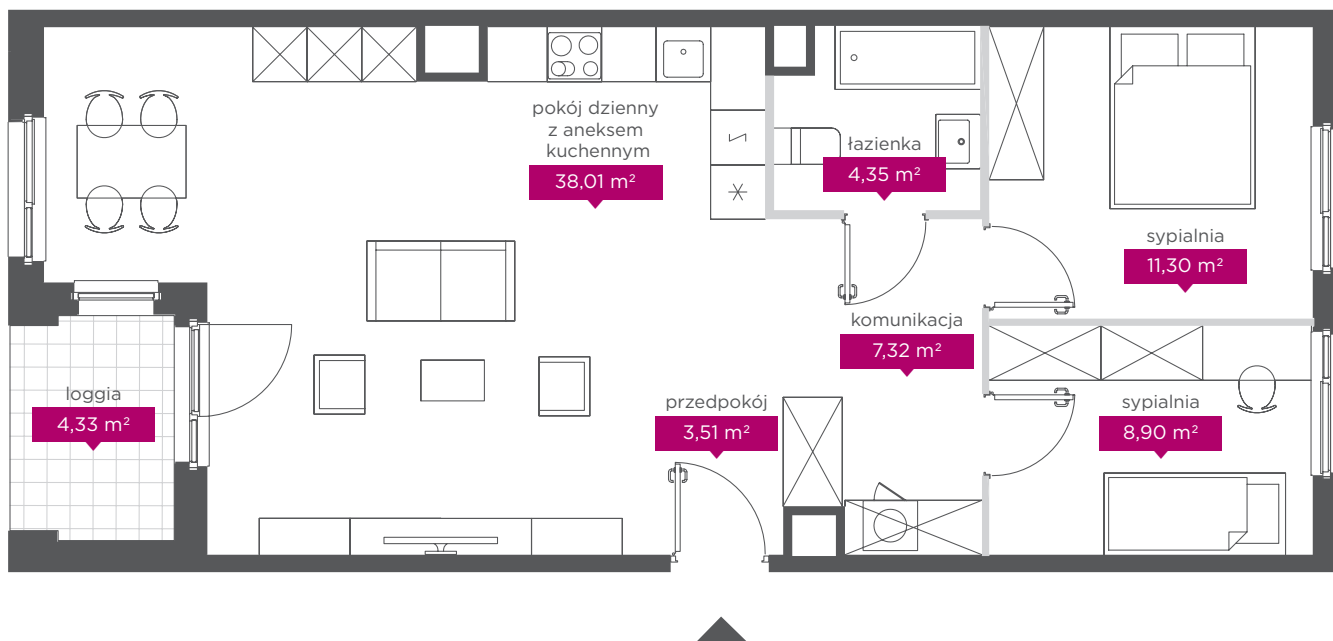 pokój dzienny
z aneksem
kuchennym
38,01 m²
łazienka
4,35 m²
sypialnia
11,30 m²
komunikacja
7,32 m²
loggia
4,33 m²
przedpokój
3,51 m²
sypialnia
8,90 m²